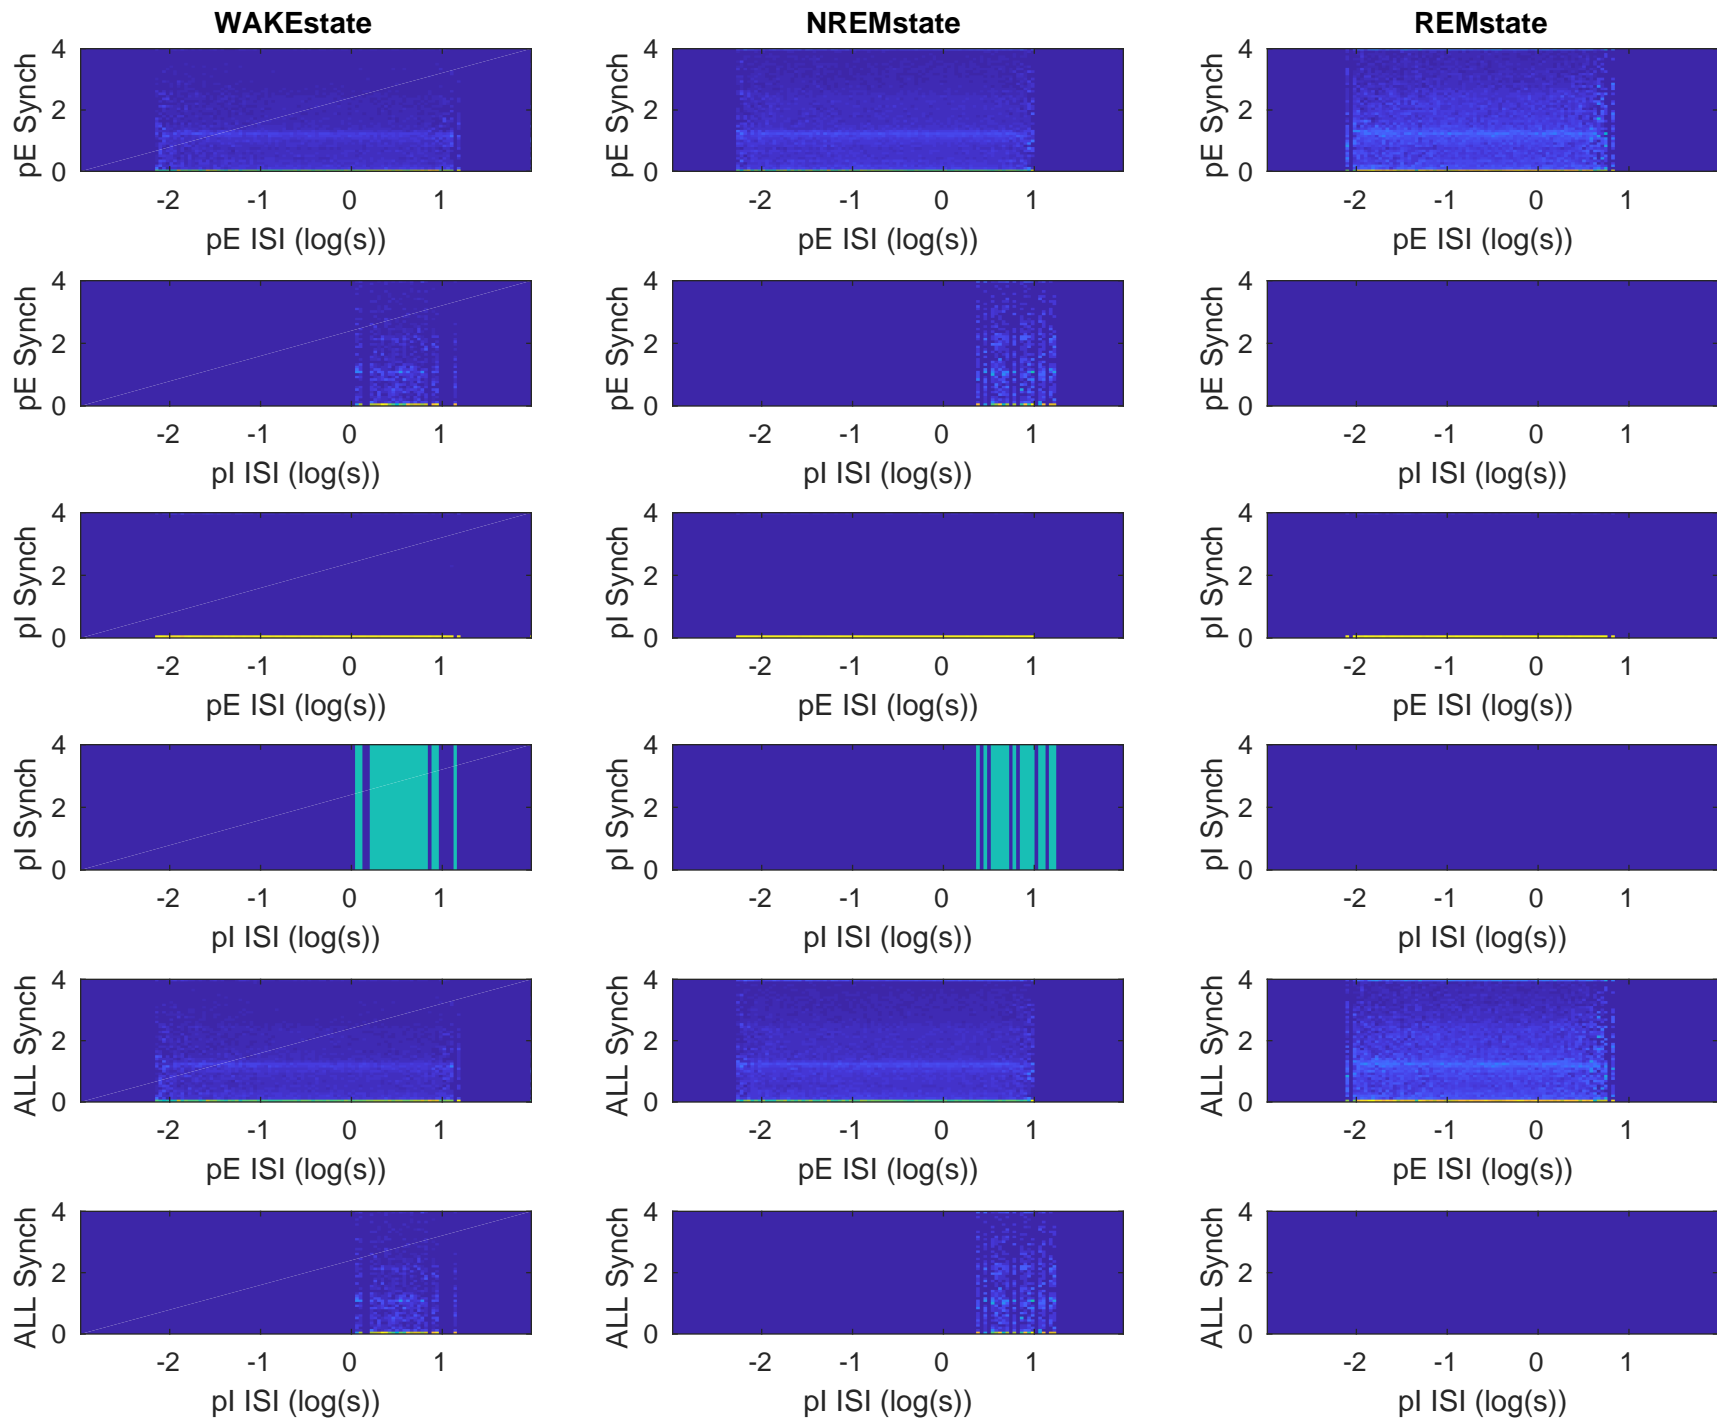 WAKEstate NREMstate REMstate
4 4 4
2 2 2
0 0 0
pE Synch pE Synch pE Synch
-2 -1 0 1 -2 -1 0 1 -2 -1 0 1
pE ISI (log(s)) pE ISI (log(s)) pE ISI (log(s))
4 4 4
2 2 2
0 0 0
pE Synch pE Synch pE Synch
-2 -1 0 1 -2 -1 0 1 -2 -1 0 1
pI ISI (log(s)) pI ISI (log(s)) pI ISI (log(s))
4 4 4
2 2 2
0 0 0
pI Synch pI Synch pI Synch
-2 -1 0 1 -2 -1 0 1 -2 -1 0 1
pE ISI (log(s)) pE ISI (log(s)) pE ISI (log(s))
4 4 4
2 2 2
0 0 0
pI Synch pI Synch pI Synch
-2 -1 0 1 -2 -1 0 1 -2 -1 0 1
pI ISI (log(s)) pI ISI (log(s)) pI ISI (log(s))
4 4 4
2 2 2
0 0 0
ALL Synch ALL Synch ALL Synch
-2 -1 0 1 -2 -1 0 1 -2 -1 0 1
pE ISI (log(s)) pE ISI (log(s)) pE ISI (log(s))
4 4 4
2 2 2
0 0 0
ALL Synch ALL Synch ALL Synch
-2 -1 0 1 -2 -1 0 1 -2 -1 0 1
pI ISI (log(s)) pI ISI (log(s)) pI ISI (log(s))